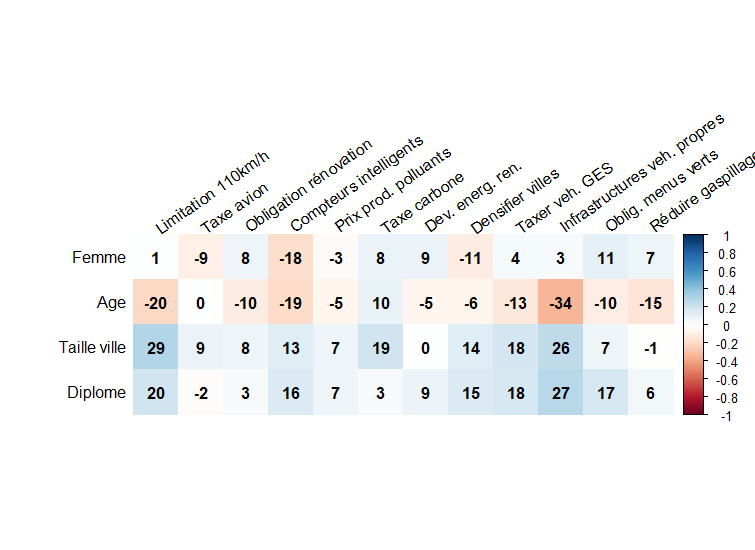 Limitation 110km/h
Taxe avion
Obligation rénovation
Compteurs intelligents
Prix prod. polluants
Taxe carbone
Dev. energ. ren.
Densifier villes
Taxer veh. GES
Infrastructures veh. propres
Oblig. menus verts
Réduire gaspillage
Femme 1 -9 8 -18 -3 8 9 -11 4 3 11 7
Age -20 0 -10 -19 -5 10 -5 -6 -13 -34 -10 -15
Taille ville 29 9 8 13 7 19 0 14 18 26 7 -1
Diplome 20 -2 3 16 7 3 9 15 18 27 17 6
1
0.8
0.6
0.4
0.2
0
-0.2
-0.4
-0.6
-0.8
-1